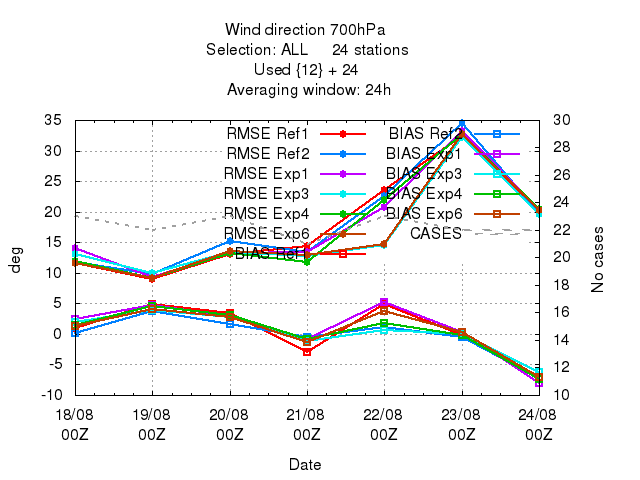 Wind direction 700hPa
Selection: ALL 24 stations
Used {12} + 24
Averaging window: 24h
35 30
30 28
25 26
20 24
15 22
10 20
5 18
0 16
-5 14
-10 12
10
deg
No cases
RMSE Ref1
RMSE Ref2
RMSE Exp1
RMSE Exp3
RMSE Exp4
RMSE Exp6
BIAS Ref1
BIAS Ref2
BIAS Exp1
BIAS Exp3
BIAS Exp4
BIAS Exp6
CASES
18/08 19/08 20/08 21/08 22/08 23/08 24/08
00Z 00Z 00Z 00Z 00Z 00Z 00Z
Date